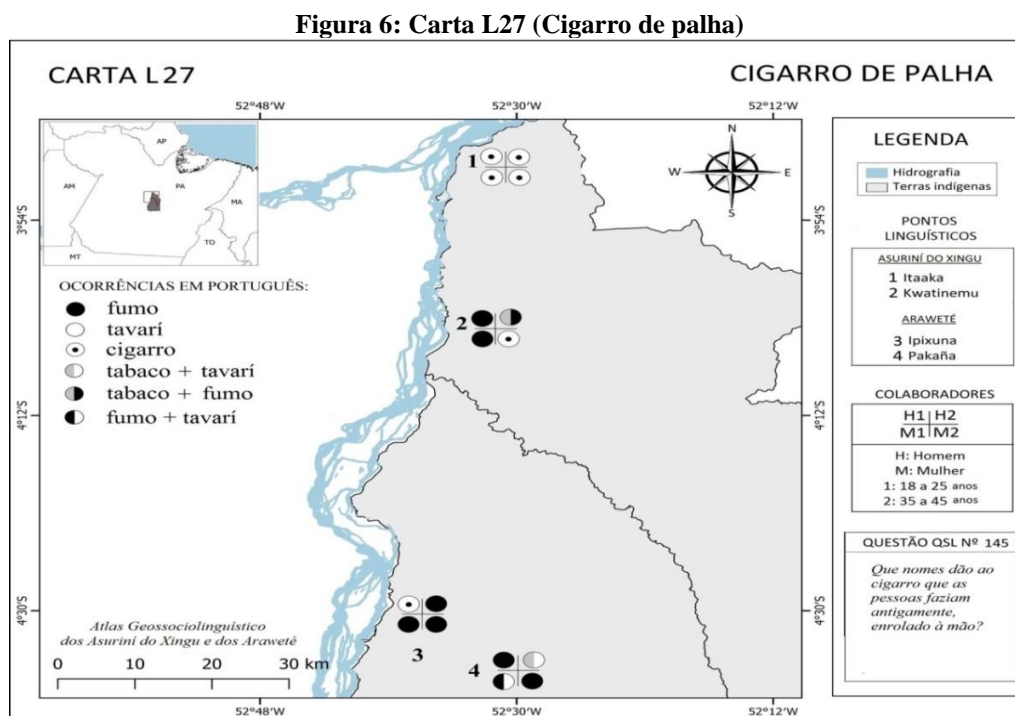 Figura 6: Carta L27 (Cigarro de palha)
CARTA L27
CIGARRO DE PALHA
52°48'W
52°30'W
52°12'W
AP
AM
PA
MA
TO
MT
3°54'S
4°12'S
4°30'S
OCORRÊNCIAS EM PORTUGUÊS:
fumo
tavarí
cigarro
tabaco + tavarí
tabaco + fumo
fumo + tavarí
1
2
3
4
N
W
E
S
Atlas Geossociolinguístico
dos Asuriní do Xingu e dos Araweté
0 10 20 30 km
3°54'S
4°12'S
4°30'S
52°48'W
52°30'W
52°12'W
LEGENDA
Hidrografia
Terras indígenas
PONTOS
LINGUÍSTICOS
ASURINÍ DO XINGU
1 Itaaka
2 Kwatinemu
ARAWETÉ
3 Ipixuna
4 Pakaña
COLABORADORES
H1 H2
M1 M2
H: Homem
M: Mulher
1: 18 a 25 anos
2: 35 a 45 anos
QUESTÃO QSL Nº 145
Que nomes dão ao
cigarro que as
pessoas faziam
antigamente,
enrolado à mão?